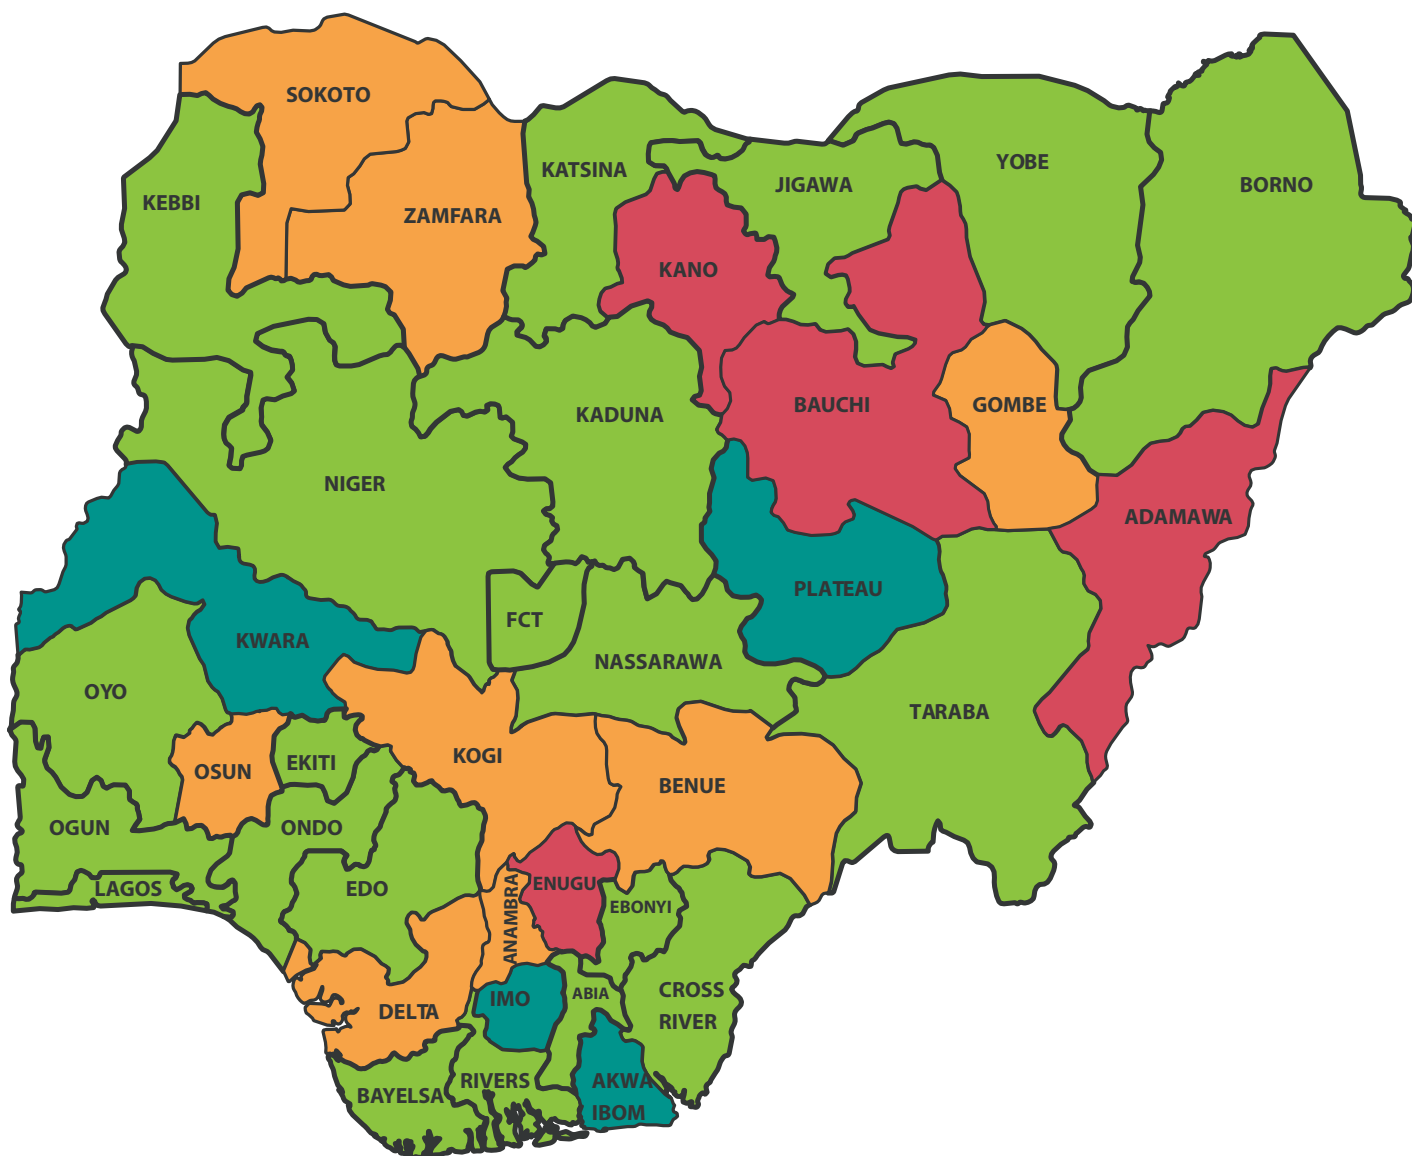 SOKOTO
KATSINA
YOBE
JIGAWA
BORNO
KEBBI
ZAMFARA
KANO
KADUNA
BAUCHI
GOMBE
NIGER
ADAMAWA
PLATEAU
FCT
KWARA
NASSARAWA
OYO
TARABA
KOGI
EKITI
OSUN
BENUE
OGUN
ONDO
LAGOS
EDO
ENUGU
EBONYI
ANAMBRA
IMO
ABIA
CROSS
RIVER
DELTA
RIVERS
AKWA
IBOM
BAYELSA